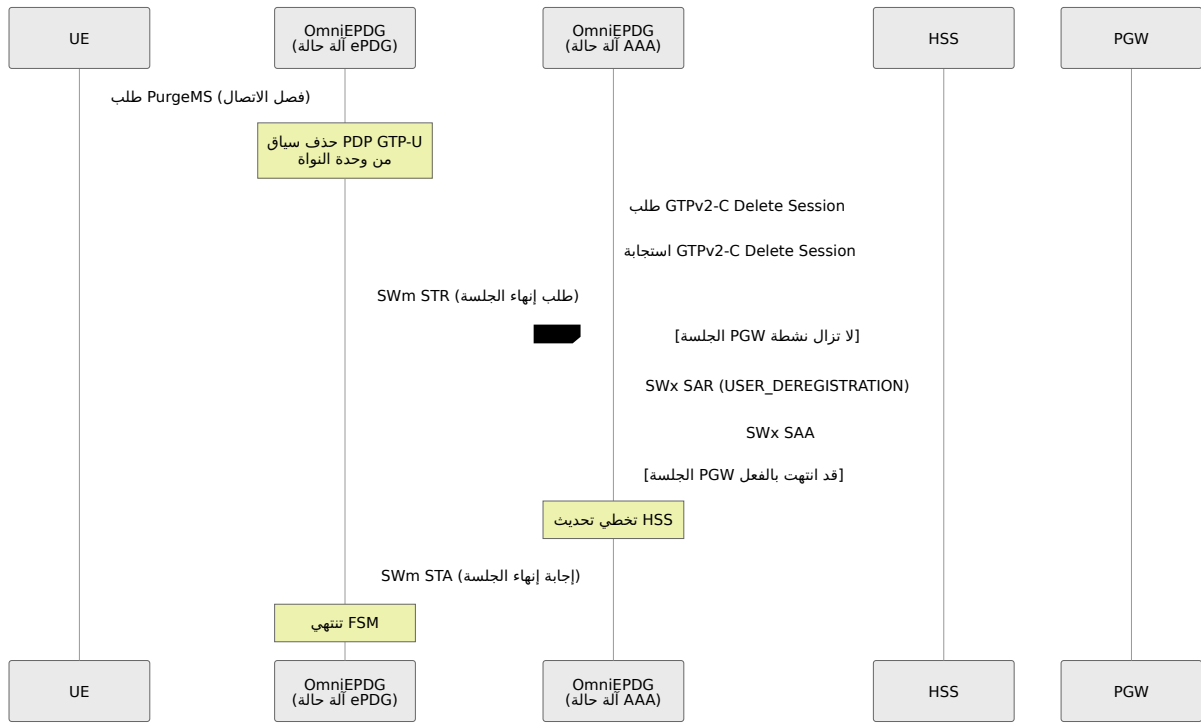 UE
OmniEPDG
(آلة حالة ePDG)
OmniEPDG
(آلة حالة AAA)
HSS
PGW
طلب PurgeMS (فصل الاتصال)
حذف سياق PDP GTP-U
من وحدة النواة
طلب GTPv2-C Delete Session
استجابة GTPv2-C Delete Session
SWm STR (طلب إنهاء الجلسة)
[الجلسة PGW لا تزال نشطة]
SWx SAR (USER_DEREGISTRATION)
SWx SAA
[الجلسة PGW قد انتهت بالفعل]
تخطي تحديث HSS
SWm STA (إجابة إنهاء الجلسة)
تنتهي FSM
UE
OmniEPDG
(آلة حالة ePDG)
OmniEPDG
(آلة حالة AAA)
HSS
PGW